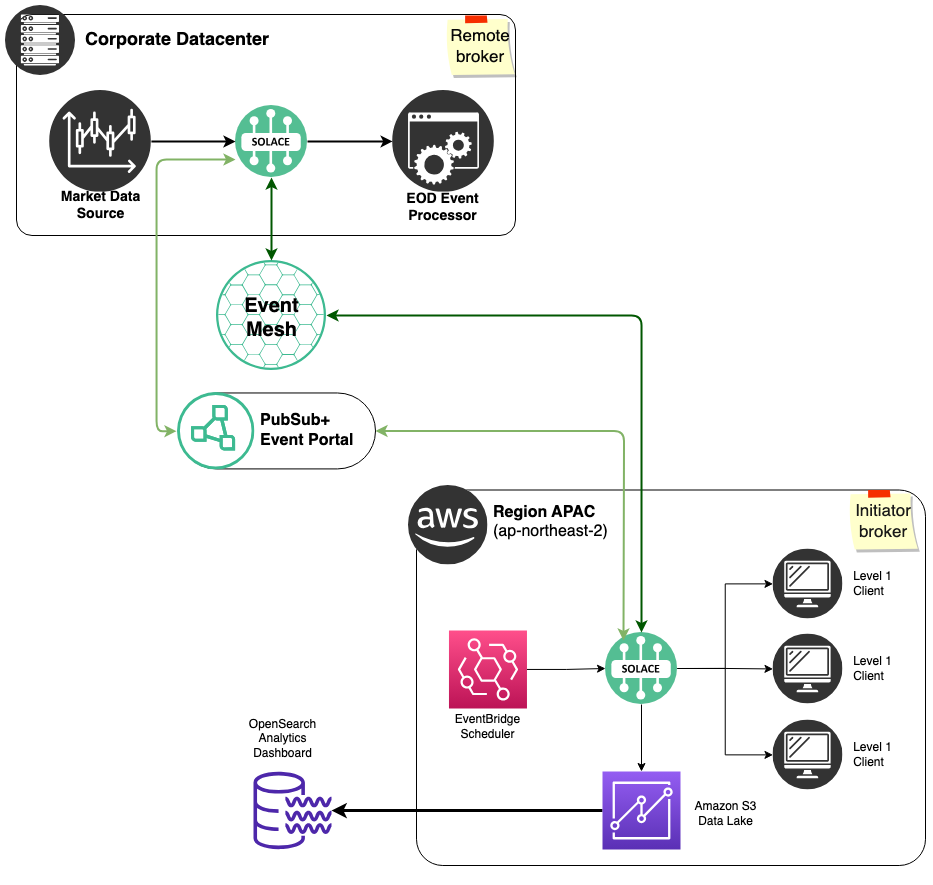 Corporate Datacenter
Remote
broker
SOLACE
Market Data
Source
EOD Event
Processor
Event
Mesh
PubSub+
Event Portal
aws
Region APAC
(ap-northeast-2)
Initiator
broker
Level 1
Client
SOLACE
Level 1
Client
EventBridge
Scheduler
OpenSearch
Analytics
Dashboard
Level 1
Client
Amazon S3
Data Lake